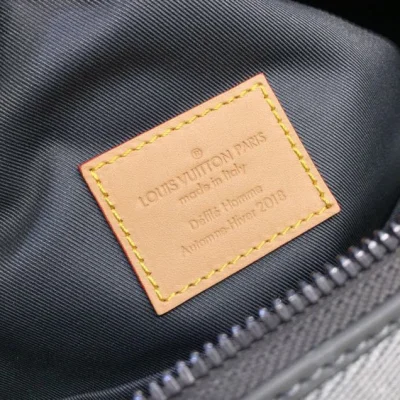 ®
LOUIS VUITTON PARIS
made in Italy
Défilé Homme
Automne-Hiver 2018